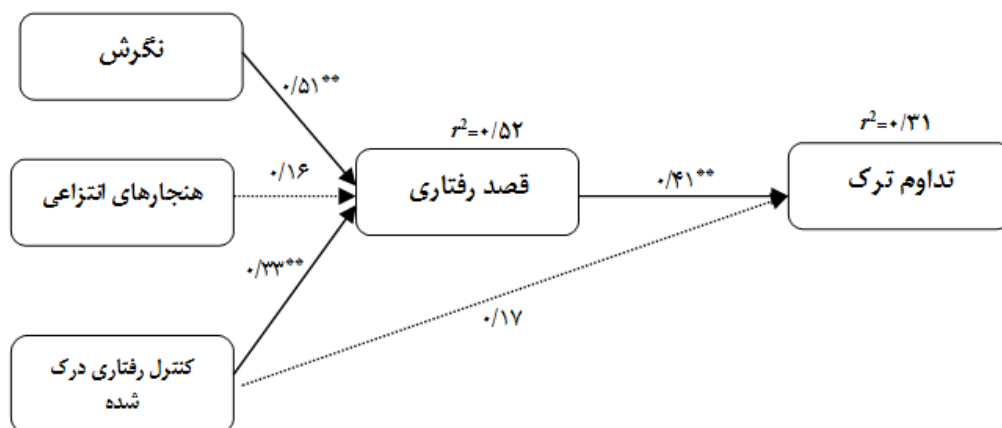 نگرش
۰/۵۱**
r²=۰/۵۲
r²=۰/۳۱
هنجارهای انتزاعی
۰/۱۶
قصد رفتاری
۰/۴۱**
تداوم ترک
۰/۳۳**
۰/۱۷
کنترل رفتاری درک
شده